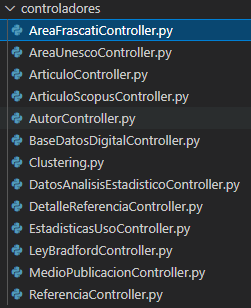 controladores
AreaFrascatiController.py
AreaUnescoController.py
ArticuloController.py
ArticuloScopusController.py
AutorController.py
BaseDatosDigitalController.py
Clustering.py
DatosAnalisisEstadisticoController.py
DetalleReferenciaController.py
EstadisticasUsoController.py
LeyBradfordController.py
MedioPublicacionController.py
ReferenciaController.py